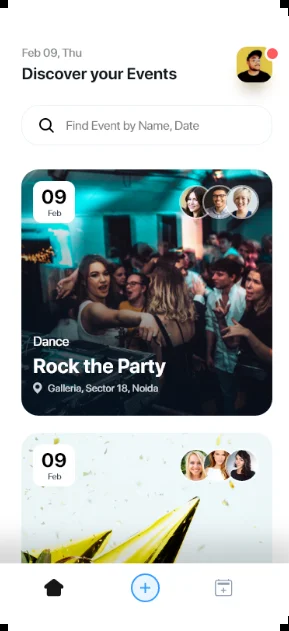 Feb 09, Thu
Discover your Events
Find Event by Name, Date
09
Feb
Dance
Rock the Party
Galleria, Sector 18, Noida
09
Feb